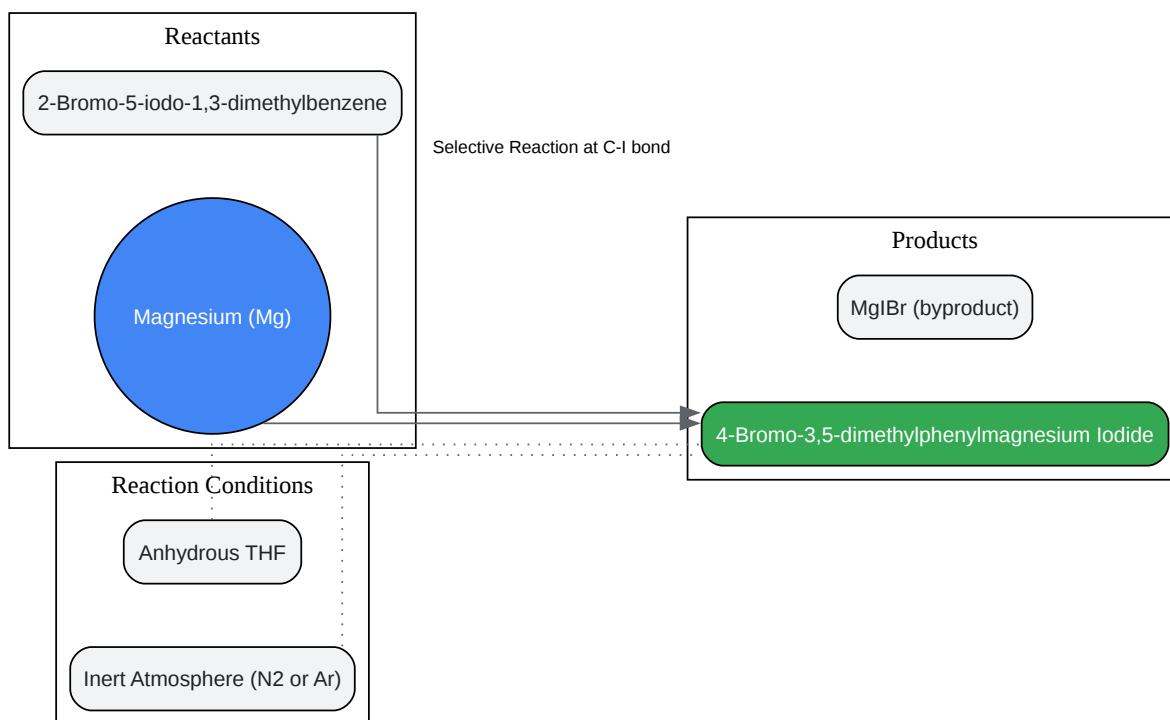 Reactants
2-Bromo-5-iodo-1,3-dimethylbenzene
Selective Reaction at C-I bond
Magnesium (Mg)
Products
MgIBr (byproduct)
4-Bromo-3,5-dimethylphenylmagnesium Iodide
Reaction Conditions
Anhydrous THF
Inert Atmosphere (N2 or Ar)